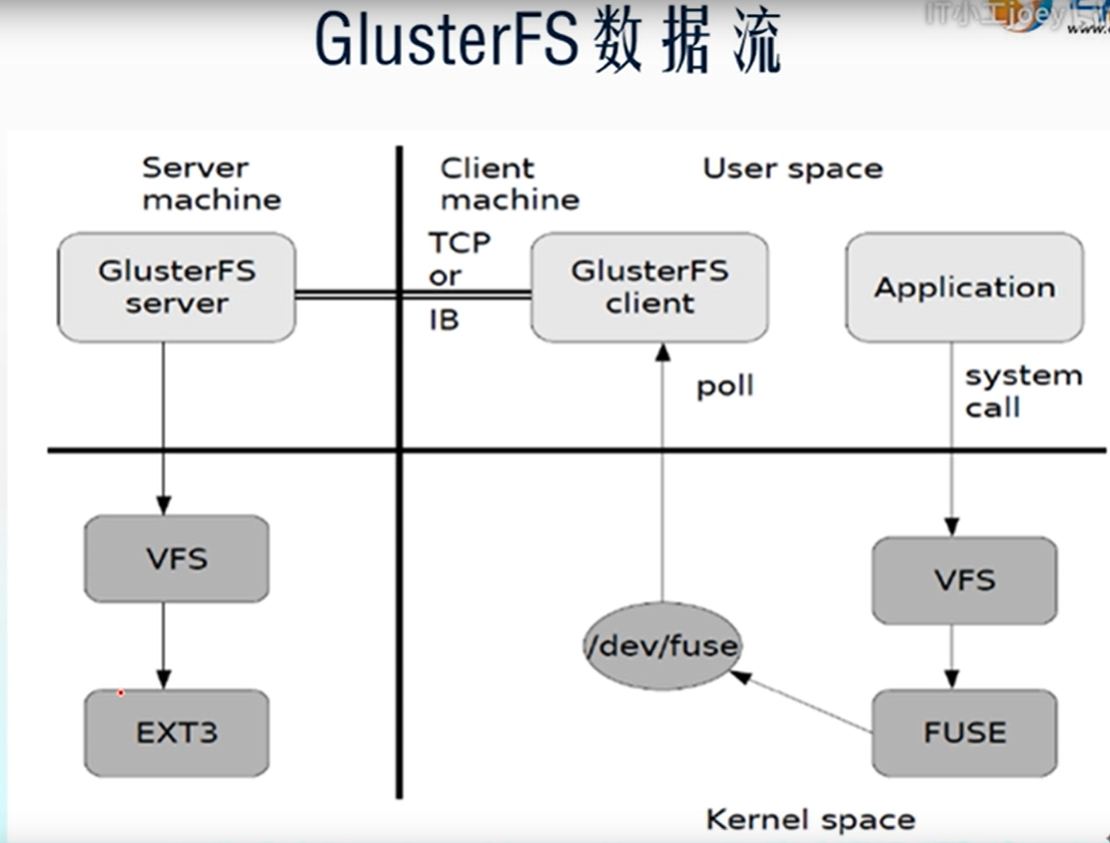 GlusterFS数据流
IT小工joey
www.
Server
machine
Client
machine
User space
GlusterFS
server
TCP
or
IB
GlusterFS
client
Application
poll
system
call
VFS
EXT3
/dev/fuse
VFS
FUSE
Kernel space